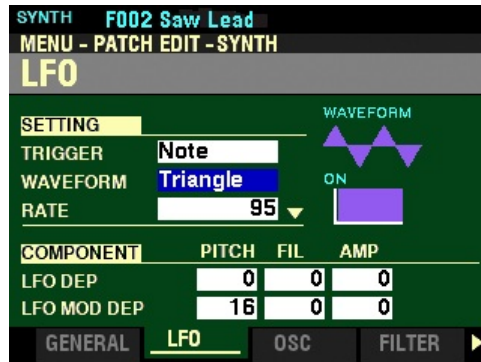 SYNTH F002 Saw Lead
MENU - PATCH EDIT - SYNTH
LFO
WAVEFORM
SETTING
TRIGGER Note
WAVEFORM Triangle
ON
RATE 95
COMPONENT PITCH FIL AMP
LFO DEP 0 0 0
LFO MOD DEP 16 0 0
GENERAL LFO OSC FILTER